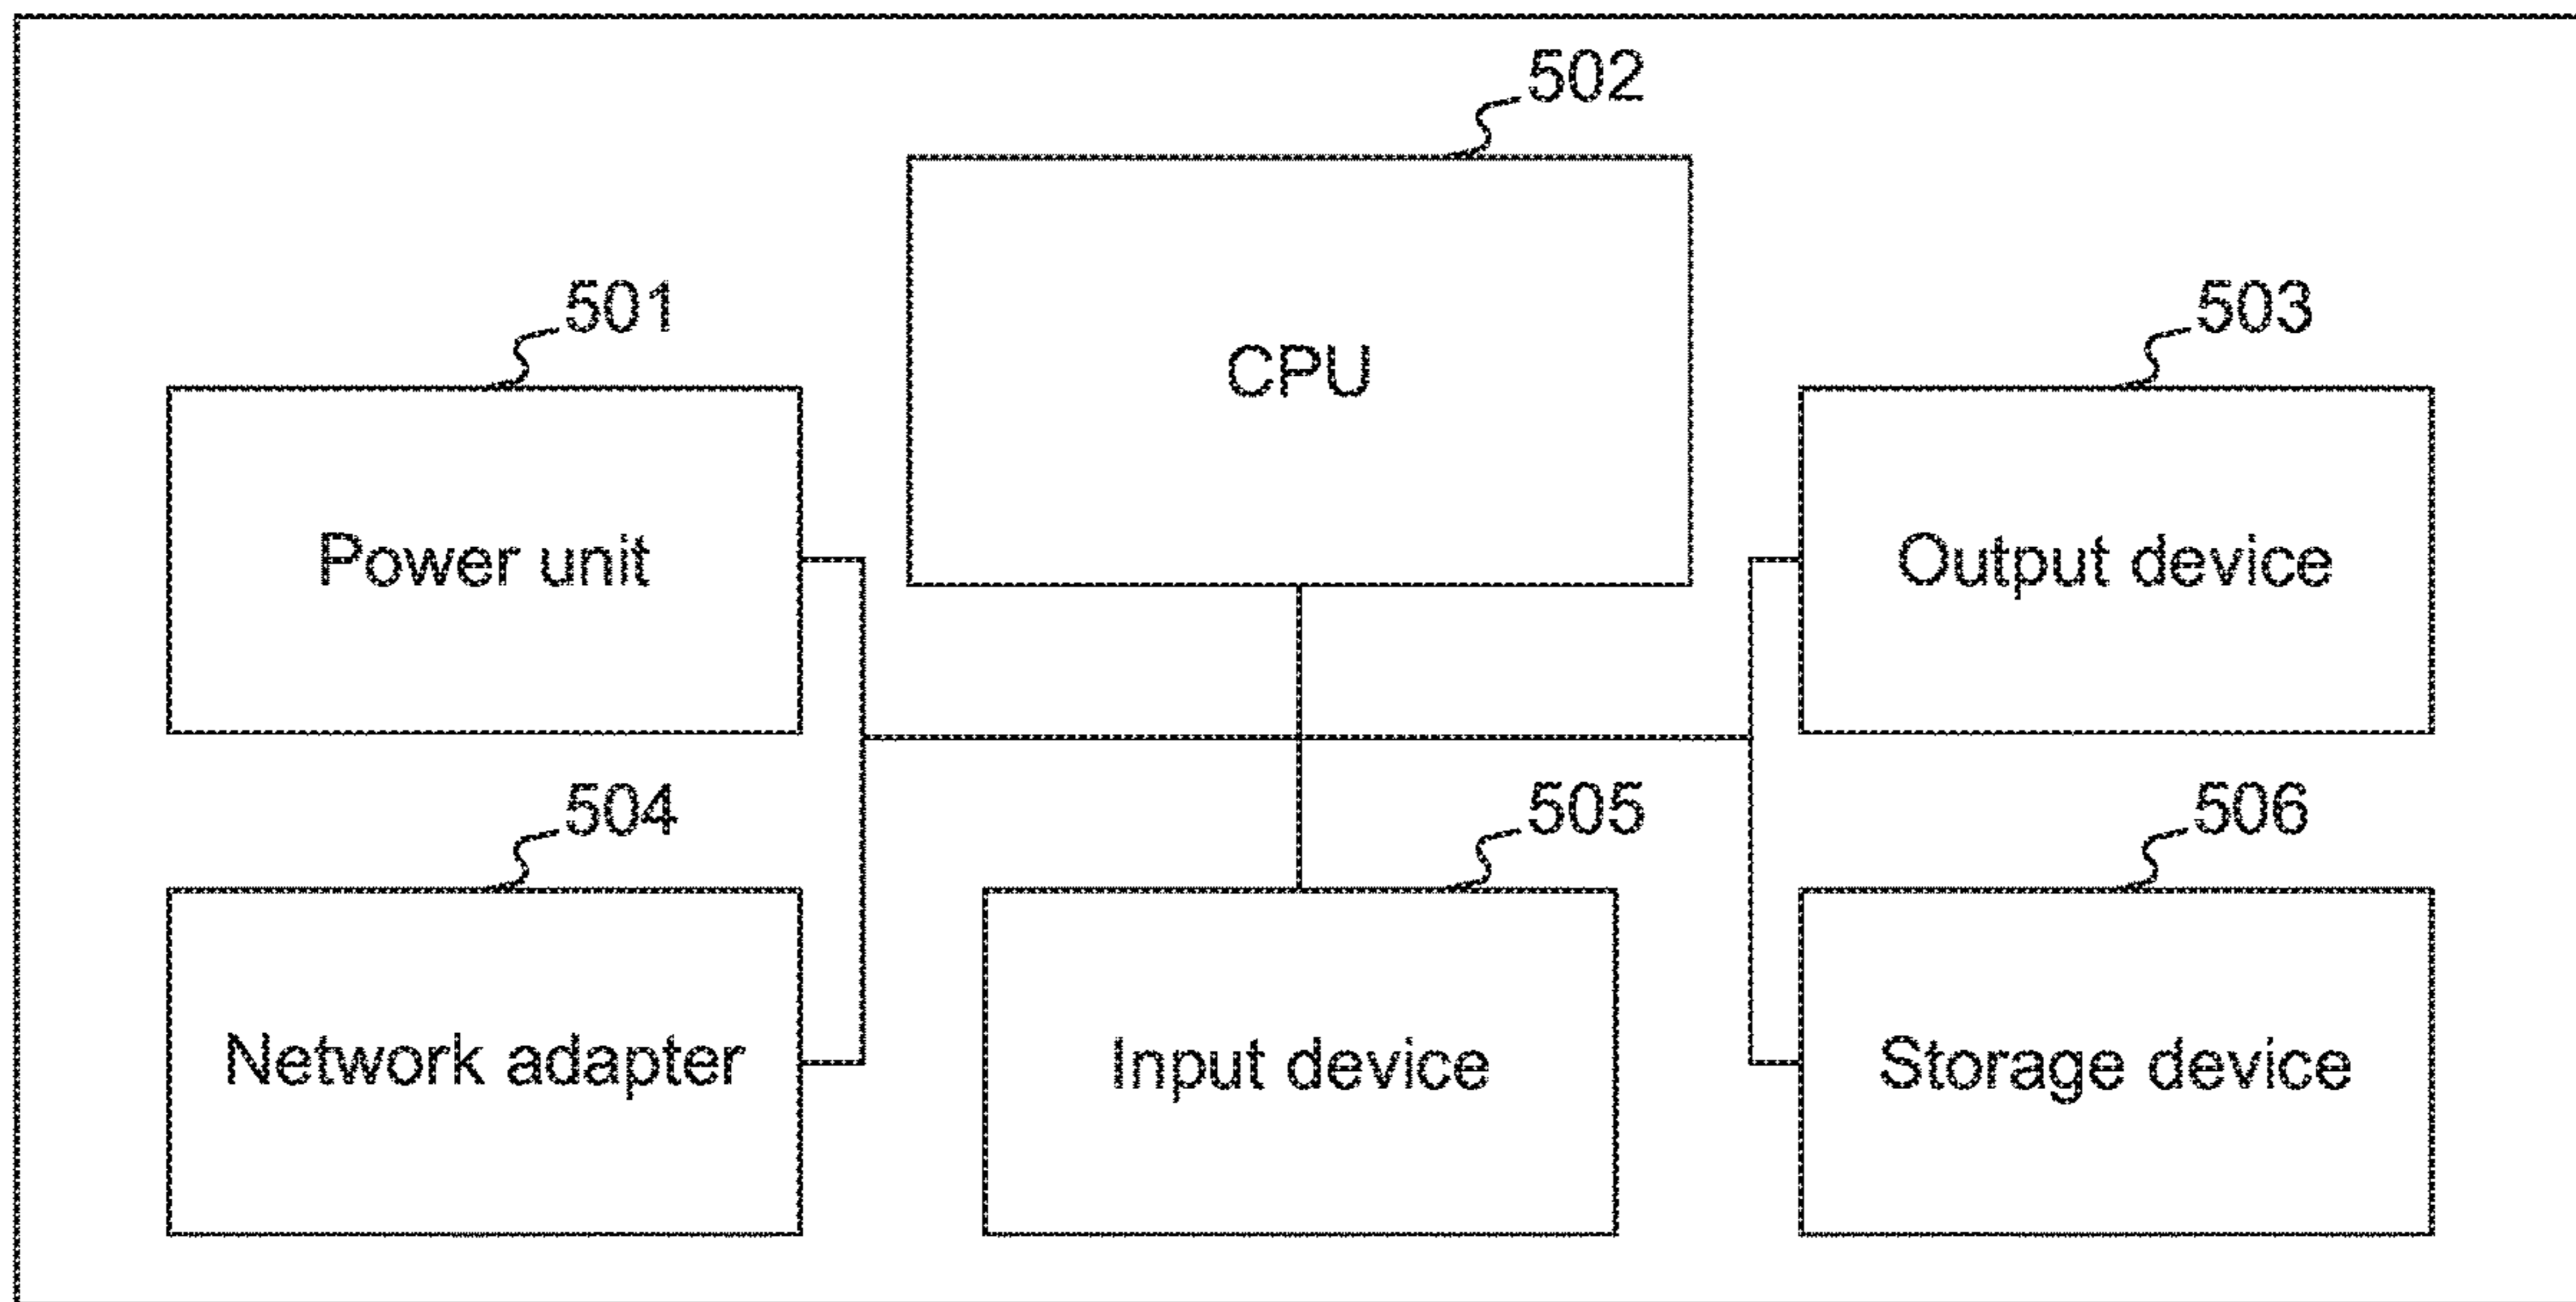 502
CPU
501
Power unit
503
Output device
504
Network adapter
505
Input device
506
Storage device